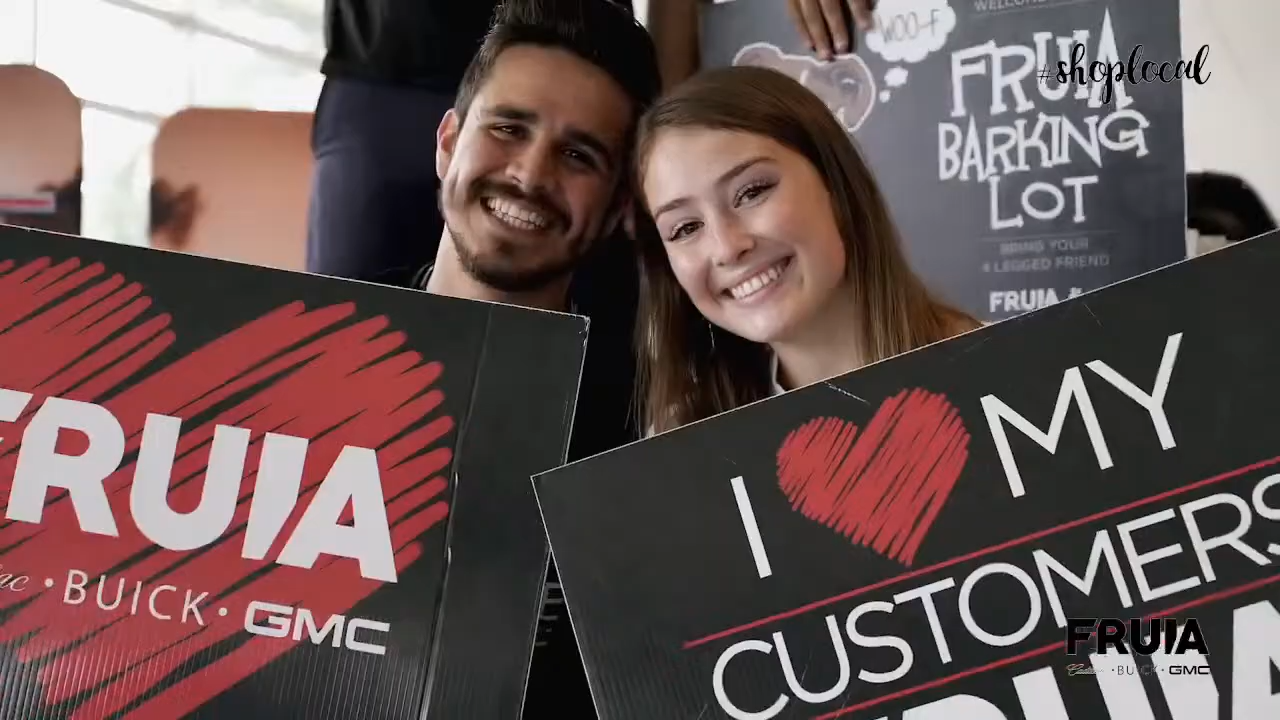 WOO-F
#shoplocal
FRUIA
BARKING
LOT
BRING YOUR
4 LEGGED FRIEND
FRUIA &
FRUIA
BUICK · GMC
I MY
CUSTOMERS
FRUIA
Cadillac · BUICK · GMC